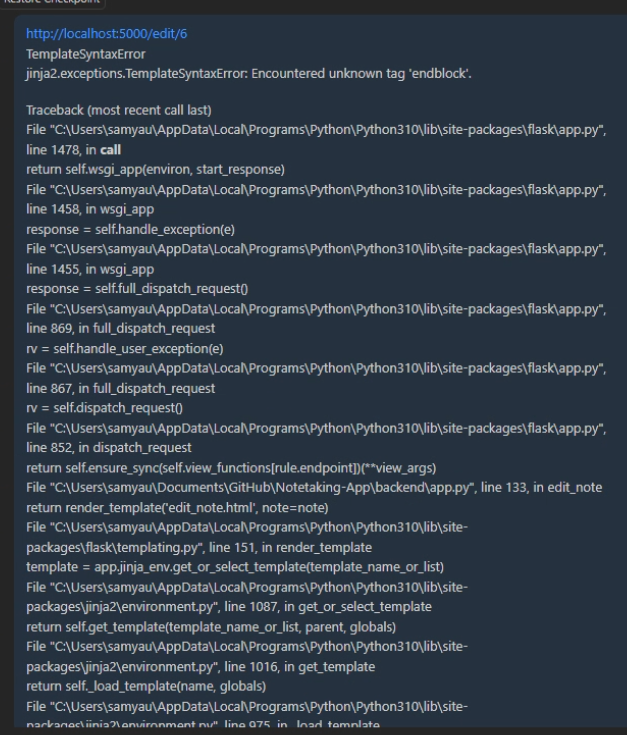 Restore Checkpoint
http://localhost:5000/edit/6
TemplateSyntaxError
jinja2.exceptions.TemplateSyntaxError: Encountered unknown tag 'endblock'.
Traceback (most recent call last)
File "C:\Users\samyau\AppData\Local\Programs\Python\Python310\lib\site-packages\flask\app.py",
line 1478, in call
return self.wsgi_app(environ, start_response)
File "C:\Users\samyau\AppData\Local\Programs\Python\Python310\lib\site-packages\flask\app.py",
line 1458, in wsgi_app
response = self.handle_exception(e)
File "C:\Users\samyau\AppData\Local\Programs\Python\Python310\lib\site-packages\flask\app.py",
line 1455, in wsgi_app
response = self.full_dispatch_request()
File "C:\Users\samyau\AppData\Local\Programs\Python\Python310\lib\site-packages\flask\app.py",
line 869, in full_dispatch_request
rv = self.handle_user_exception(e)
File "C:\Users\samyau\AppData\Local\Programs\Python\Python310\lib\site-packages\flask\app.py",
line 867, in full_dispatch_request
rv = self.dispatch_request()
File "C:\Users\samyau\AppData\Local\Programs\Python\Python310\lib\site-packages\flask\app.py",
line 852, in dispatch_request
return self.ensure_sync(self.view_functions[rule.endpoint])(**view_args)
File "C:\Users\samyau\Documents\GitHub\Notetaking-App\backend\app.py", line 133, in edit_note
return render_template('edit_note.html', note=note)
File "C:\Users\samyau\AppData\Local\Programs\Python\Python310\lib\site-
packages\flask\templating.py", line 151, in render_template
template = app.jinja_env.get_or_select_template(template_name_or_list)
File "C:\Users\samyau\AppData\Local\Programs\Python\Python310\lib\site-
packages\jinja2\environment.py", line 1087, in get_or_select_template
return self.get_template(template_name_or_list, parent, globals)
File "C:\Users\samyau\AppData\Local\Programs\Python\Python310\lib\site-
packages\jinja2\environment.py", line 1016, in get_template
return self._load_template(name, globals)
File "C:\Users\samyau\AppData\Local\Programs\Python\Python310\lib\site-
packages\jinja2\environment.py", line 975, in _load_template